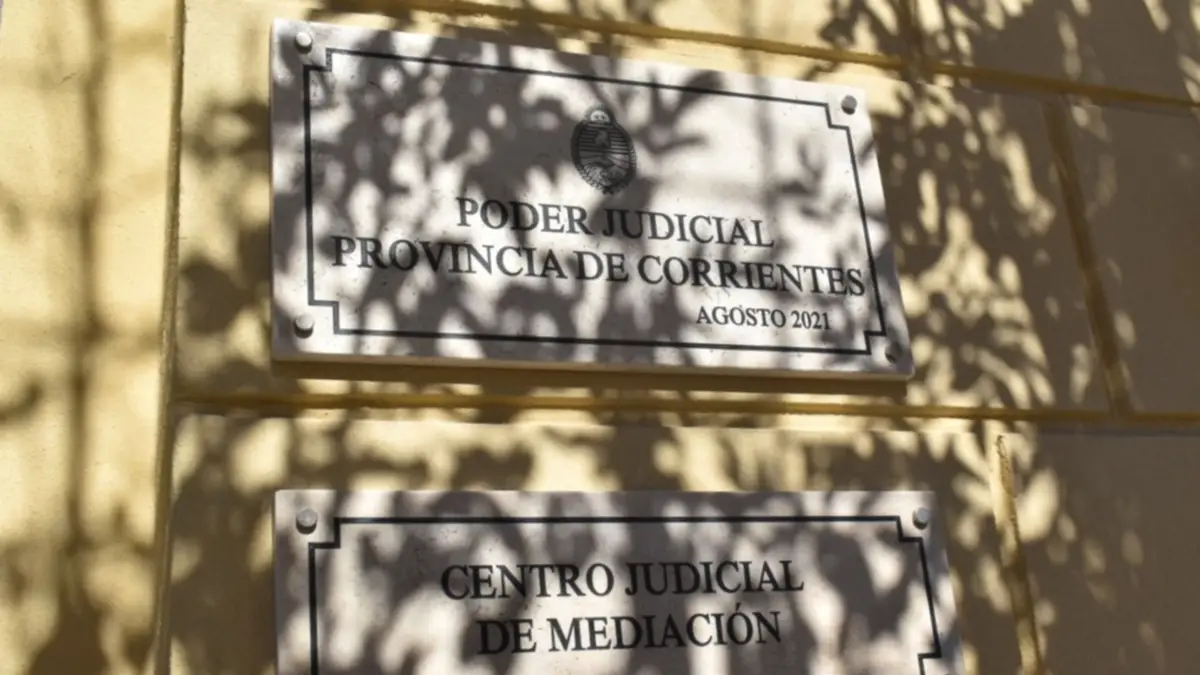 PODER JUDICIAL
PROVINCIA DE CORRIENTES
AGOSTO 2021
CENTRO JUDICIAL
DE MEDIACIÓN